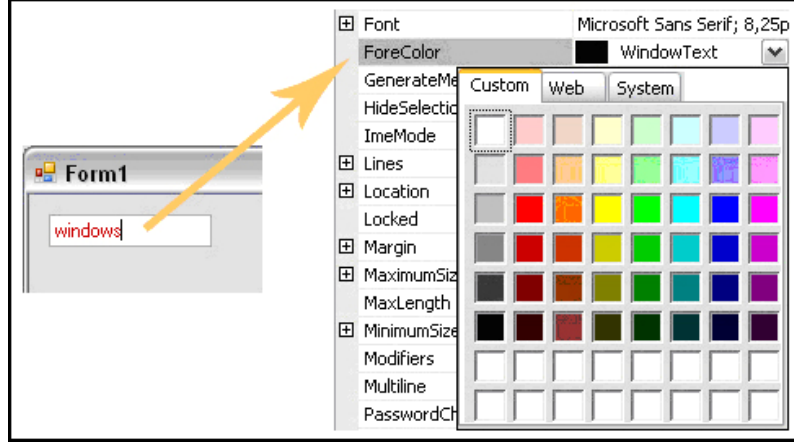 Form1
windows
Font Microsoft Sans Serif; 8,25p
ForeColor WindowText
GenerateMe
HideSelectio
ImeMode
Lines
Location
Locked
Margin
MaximumSiz
MaxLength
MinimumSize
Modifiers
Multiline
PasswordCh
Custom Web System